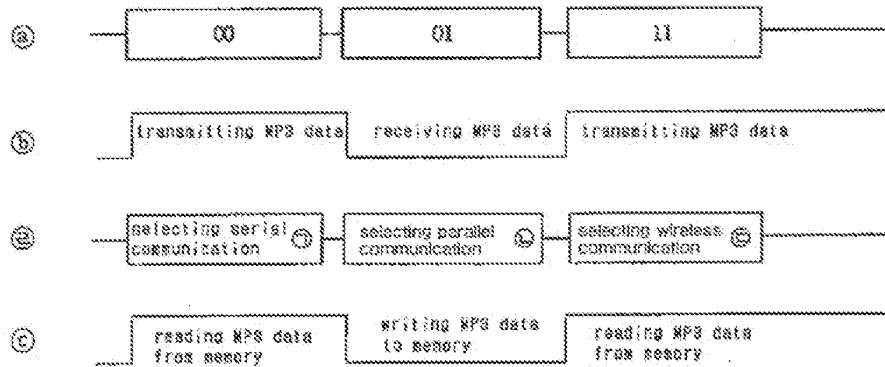 ⓐ 00 01 11
ⓑ transmitting MP3 data receiving MP3 data transmitting MP3 data
ⓓ selecting serial communication ㉠ selecting parallel communication ㉡ selecting wireless communication ㉢
ⓒ reading MP3 data from memory writing MP3 data to memory reading MP3 data from memory